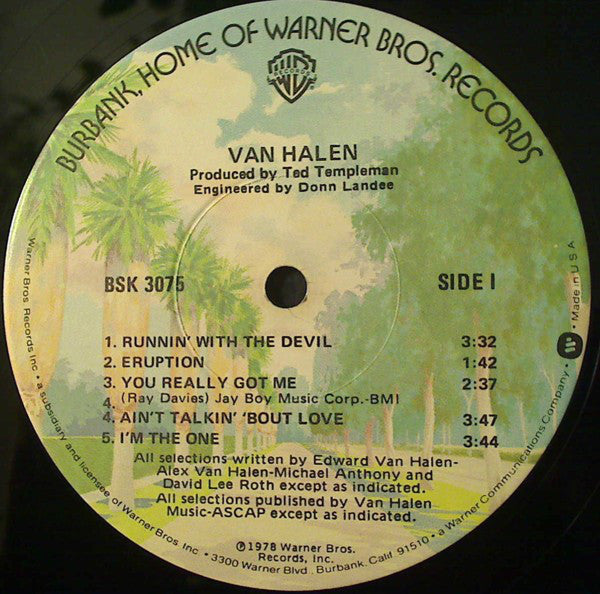 BURBANK, HOME OF WARNER BROS. RECORDS
W
RECORDS
VAN HALEN
Produced by Ted Templeman
Engineered by Donn Landee
BSK 3075
SIDE I
1. RUNNIN' WITH THE DEVIL 3:32
2. ERUPTION 1:42
3. YOU REALLY GOT ME 2:37
4. (Ray Davies) Jay Boy Music Corp.-BMI
4. AIN'T TALKIN' 'BOUT LOVE 3:47
5. I'M THE ONE 3:44
All selections written by Edward Van Halen-
Alex Van Halen-Michael Anthony and
David Lee Roth except as indicated.
All selections published by Van Halen
Music-ASCAP except as indicated.
℗1978 Warner Bros.
Records, Inc.
Warner Bros. Records Inc. • a subsidiary and licensee of Warner Bros. Inc. • 3300 Warner Blvd., Burbank, Calif. 91510 • a Warner Communications Company • Made in U.S.A.